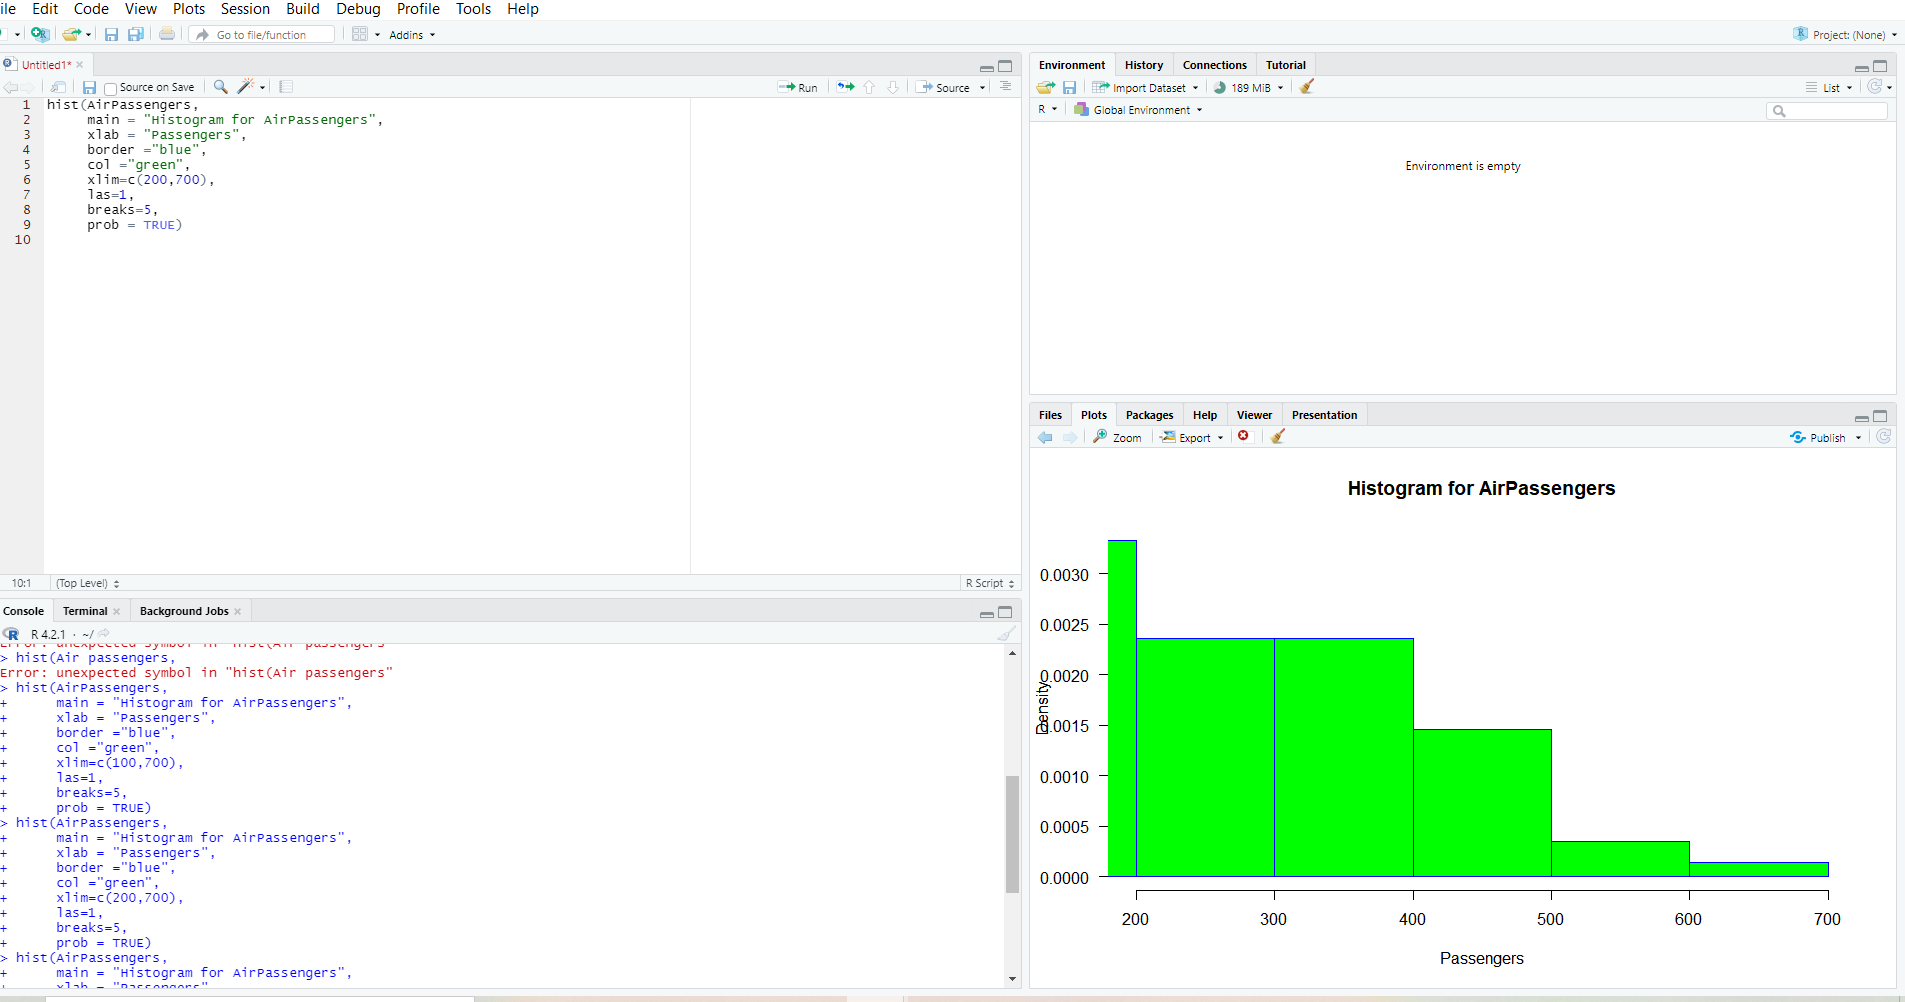 ile Edit Code View Plots Session Build Debug Profile Tools Help
Go to file/function Addins Project: (None)
Untitled1*
Source on Save Run Source
1 hist(AirPassengers,
2 main = "Histogram for AirPassengers",
3 xlab = "Passengers",
4 border ="blue",
5 col ="green",
6 xlim=c(200,700),
7 las=1,
8 breaks=5,
9 prob = TRUE)
10
10:1 (Top Level) R Script
Console Terminal Background Jobs
R 4.2.1 · ~/
Error: unexpected symbol in "hist(Air passengers"
> hist(Air passengers,
Error: unexpected symbol in "hist(Air passengers"
> hist(AirPassengers,
+ main = "Histogram for AirPassengers",
+ xlab = "Passengers",
+ border ="blue",
+ col ="green",
+ xlim=c(100,700),
+ las=1,
+ breaks=5,
+ prob = TRUE)
> hist(AirPassengers,
+ main = "Histogram for AirPassengers",
+ xlab = "Passengers",
+ border ="blue",
+ col ="green",
+ xlim=c(200,700),
+ las=1,
+ breaks=5,
+ prob = TRUE)
> hist(AirPassengers,
+ main = "Histogram for AirPassengers",
+ xlab = "Passengers"
Environment History Connections Tutorial
Import Dataset 189 MiB List
R Global Environment
Environment is empty
Files Plots Packages Help Viewer Presentation
Zoom Export Publish
Histogram for AirPassengers
Density
0.0030
0.0025
0.0020
0.0015
0.0010
0.0005
0.0000
200 300 400 500 600 700
Passengers